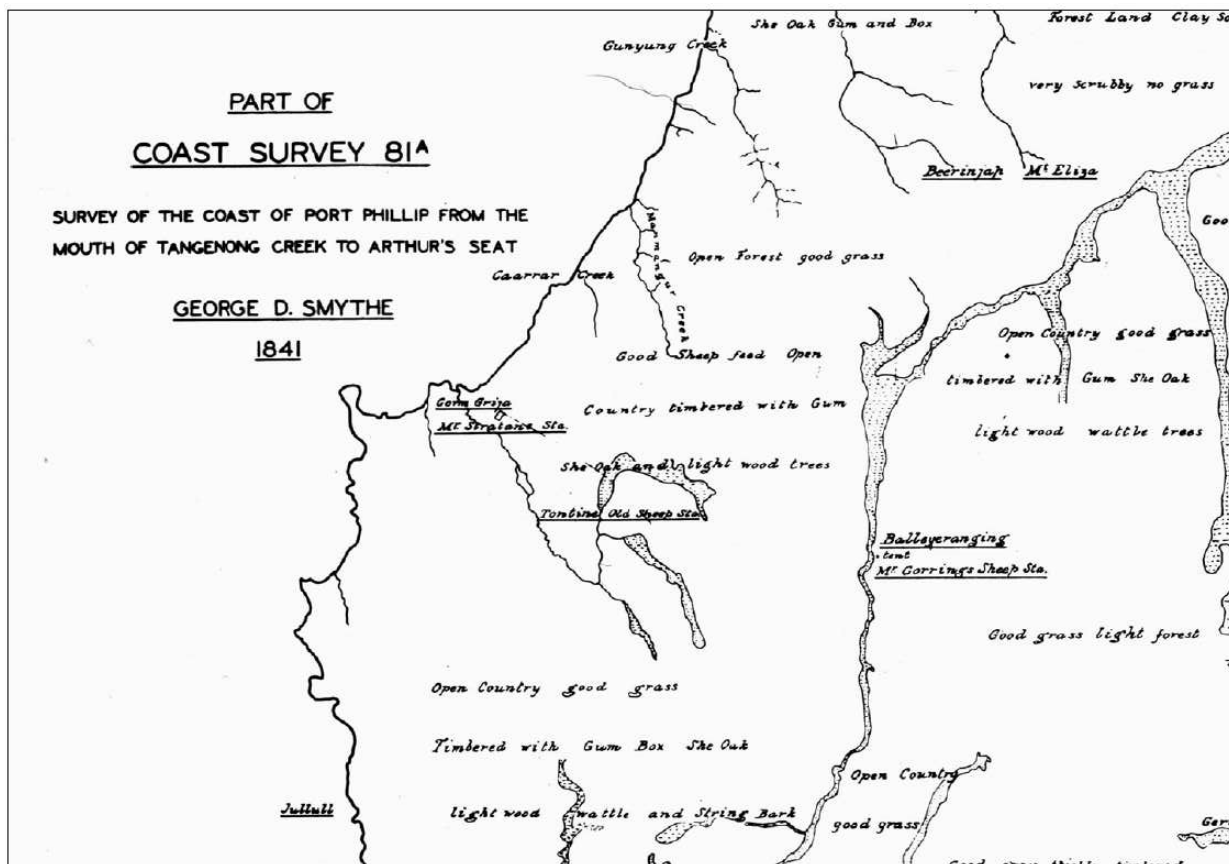 PART OF
COAST SURVEY 81A
SURVEY OF THE COAST OF PORT PHILLIP FROM THE
MOUTH OF TANGENONG CREEK TO ARTHUR'S SEAT
GEORGE D. SMYTHE
1841
She Oak Gum and Box
Forest Land Clay
Gunyung Creek
very scrubby no grass
Beerinjap
Mt Eliza
Open Forest good grass
Caarrar Creek
Creek
Good Sheep feed Open
Country timbered with Gum
She Oak and light wood trees
Open Country good grass
timbered with Gum She Oak
light wood wattle trees
Mr Sta.
Tontine Old Sheep Sta.
Balleyeranging
tent
Mr Gorrings Sheep Sta.
Good grass light forest
Open Country good grass
Timbered with Gum Box She Oak
light wood wattle and String Bark
Open Country
good grass
Jullull